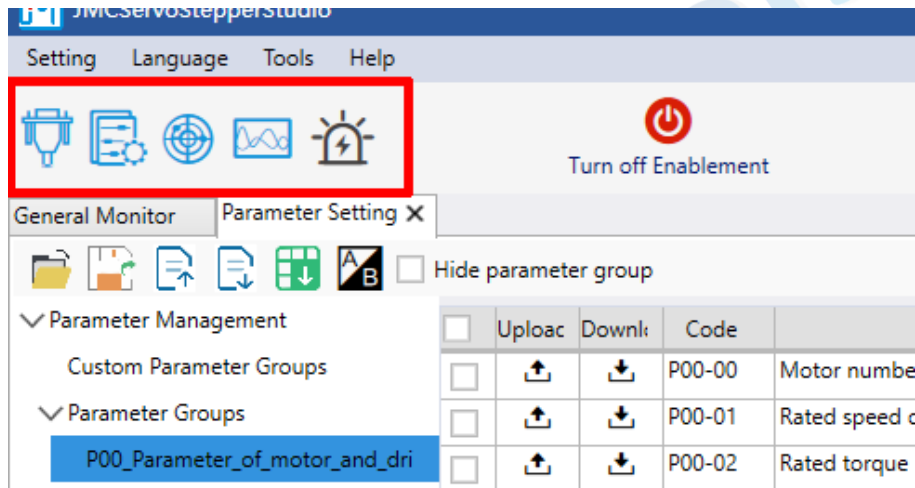 JMCServoStepperStudio
Setting Language Tools Help
Turn off Enablement
General Monitor Parameter Setting
A B Hide parameter group
Parameter Management
Uploac Downl Code
Custom Parameter Groups
P00-00 Motor numbe
Parameter Groups
P00-01 Rated speed
P00_Parameter_of_motor_and_dri
P00-02 Rated torque